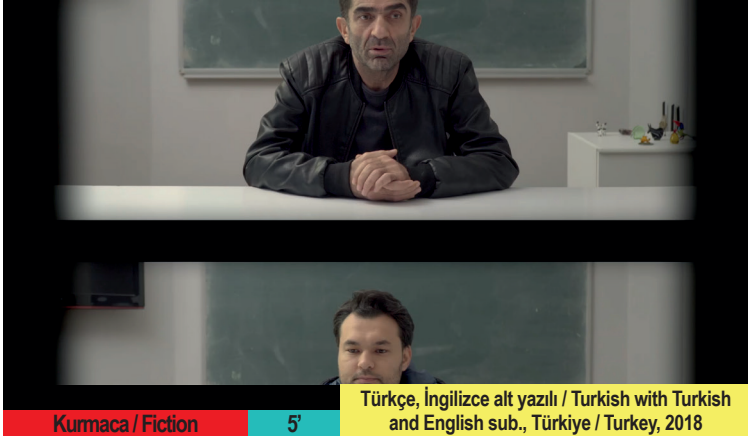 Türkçe, İngilizce alt yazılı / Turkish with Turkish
and English sub., Türkiye / Turkey, 2018
Kurmaca / Fiction
5’